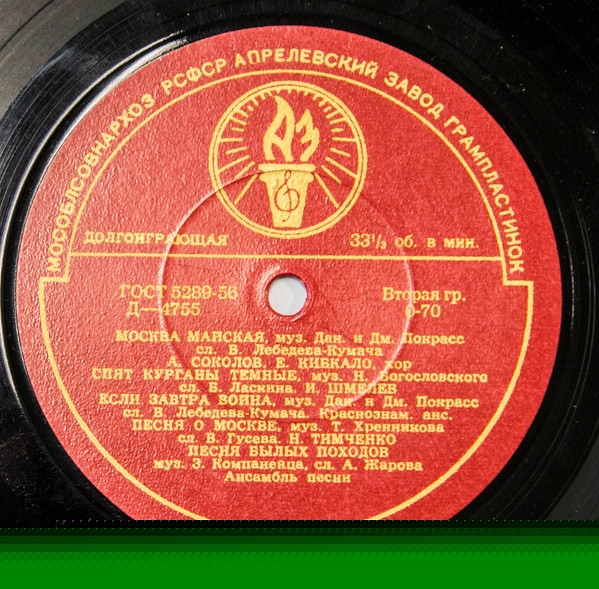 МОСОБЛСОВНАРХОЗ РСФСР АПРЕЛЕВСКИЙ ЗАВОД ГРАМПЛАСТИНОК
АЗ
ДОЛГОИГРАЮЩАЯ 33⅓ об. в мин.
ГОСТ 5289-56 Вторая гр.
Д—4755 0-70
МОСКВА МАЙСКАЯ, муз. Дан. и Дм. Покрасс
сл. В. Лебедева-Кумача
А. СОКОЛОВ, Е. КИБКАЛО, хор
СПЯТ КУРГАНЫ ТЕМНЫЕ, муз. Н. Богословского
сл. Б. Ласкина, И. ШМЕЛЕВ
ЕСЛИ ЗАВТРА ВОЙНА, муз. Дан. и Дм. Покрасс
сл. В. Лебедева-Кумача. Краснознам. анс.
ПЕСНЯ О МОСКВЕ, муз. Т. Хренникова
сл. В. Гусева. Н. ТИМЧЕНКО
ПЕСНЯ БЫЛЫХ ПОХОДОВ
муз. З. Компанейца, сл. А. Жарова
Ансамбль песни